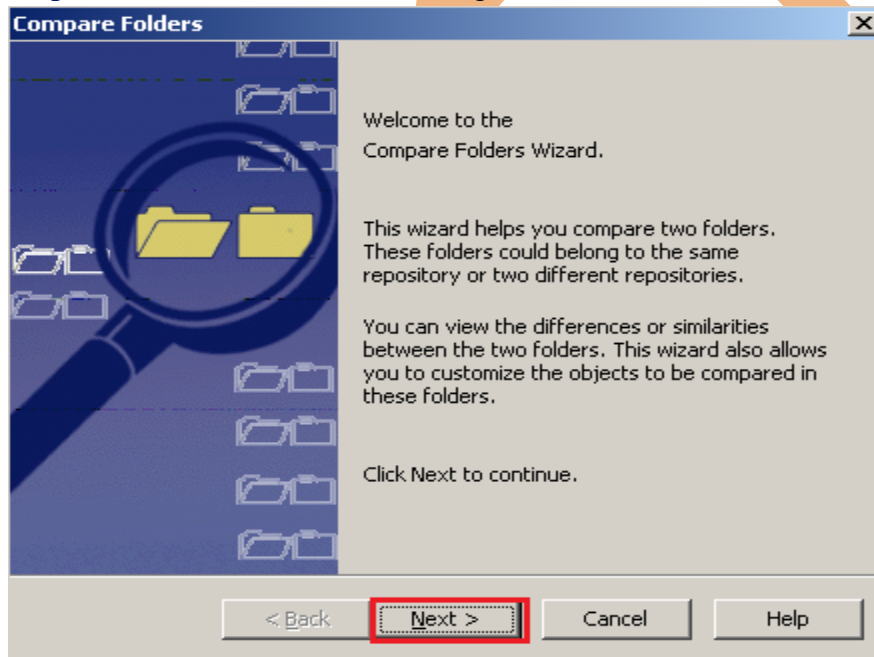 Compare Folders
Welcome to the
Compare Folders Wizard.
This wizard helps you compare two folders.
These folders could belong to the same
repository or two different repositories.
You can view the differences or similarities
between the two folders. This wizard also allows
you to customize the objects to be compared in
these folders.
Click Next to continue.
< Back
Next >
Cancel
Help